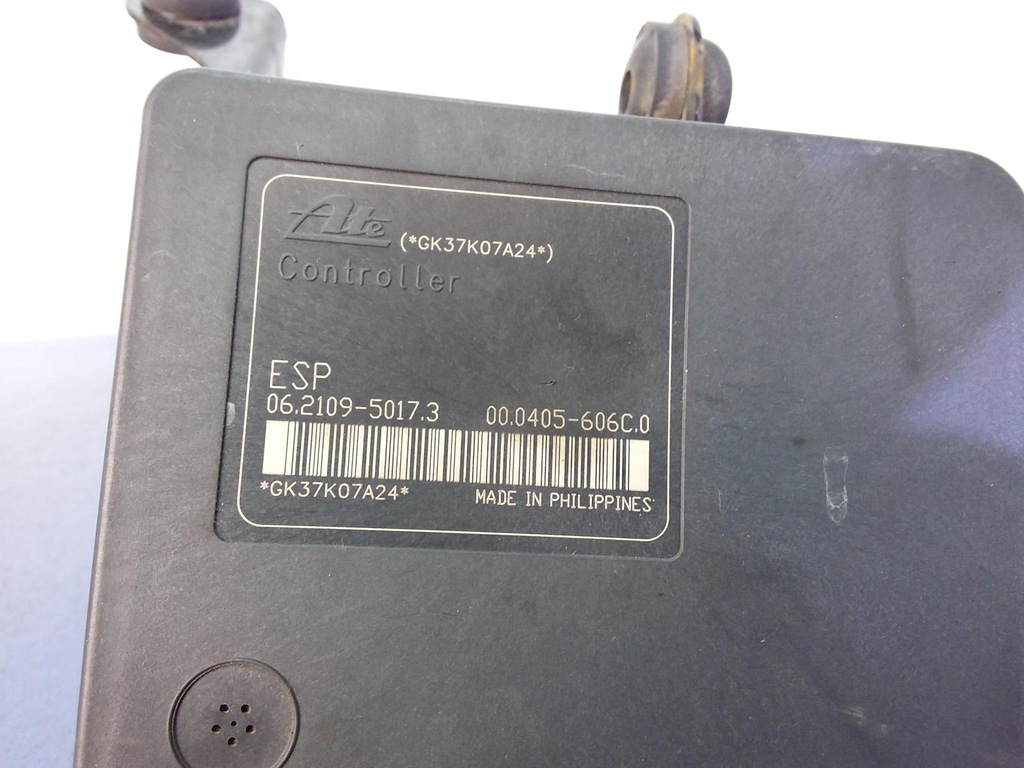 Ate (*GK37K07A24*)
Controller
ESP
06.2109-5017.3 00.0405-606C.0
*GK37K07A24* MADE IN PHILIPPINES